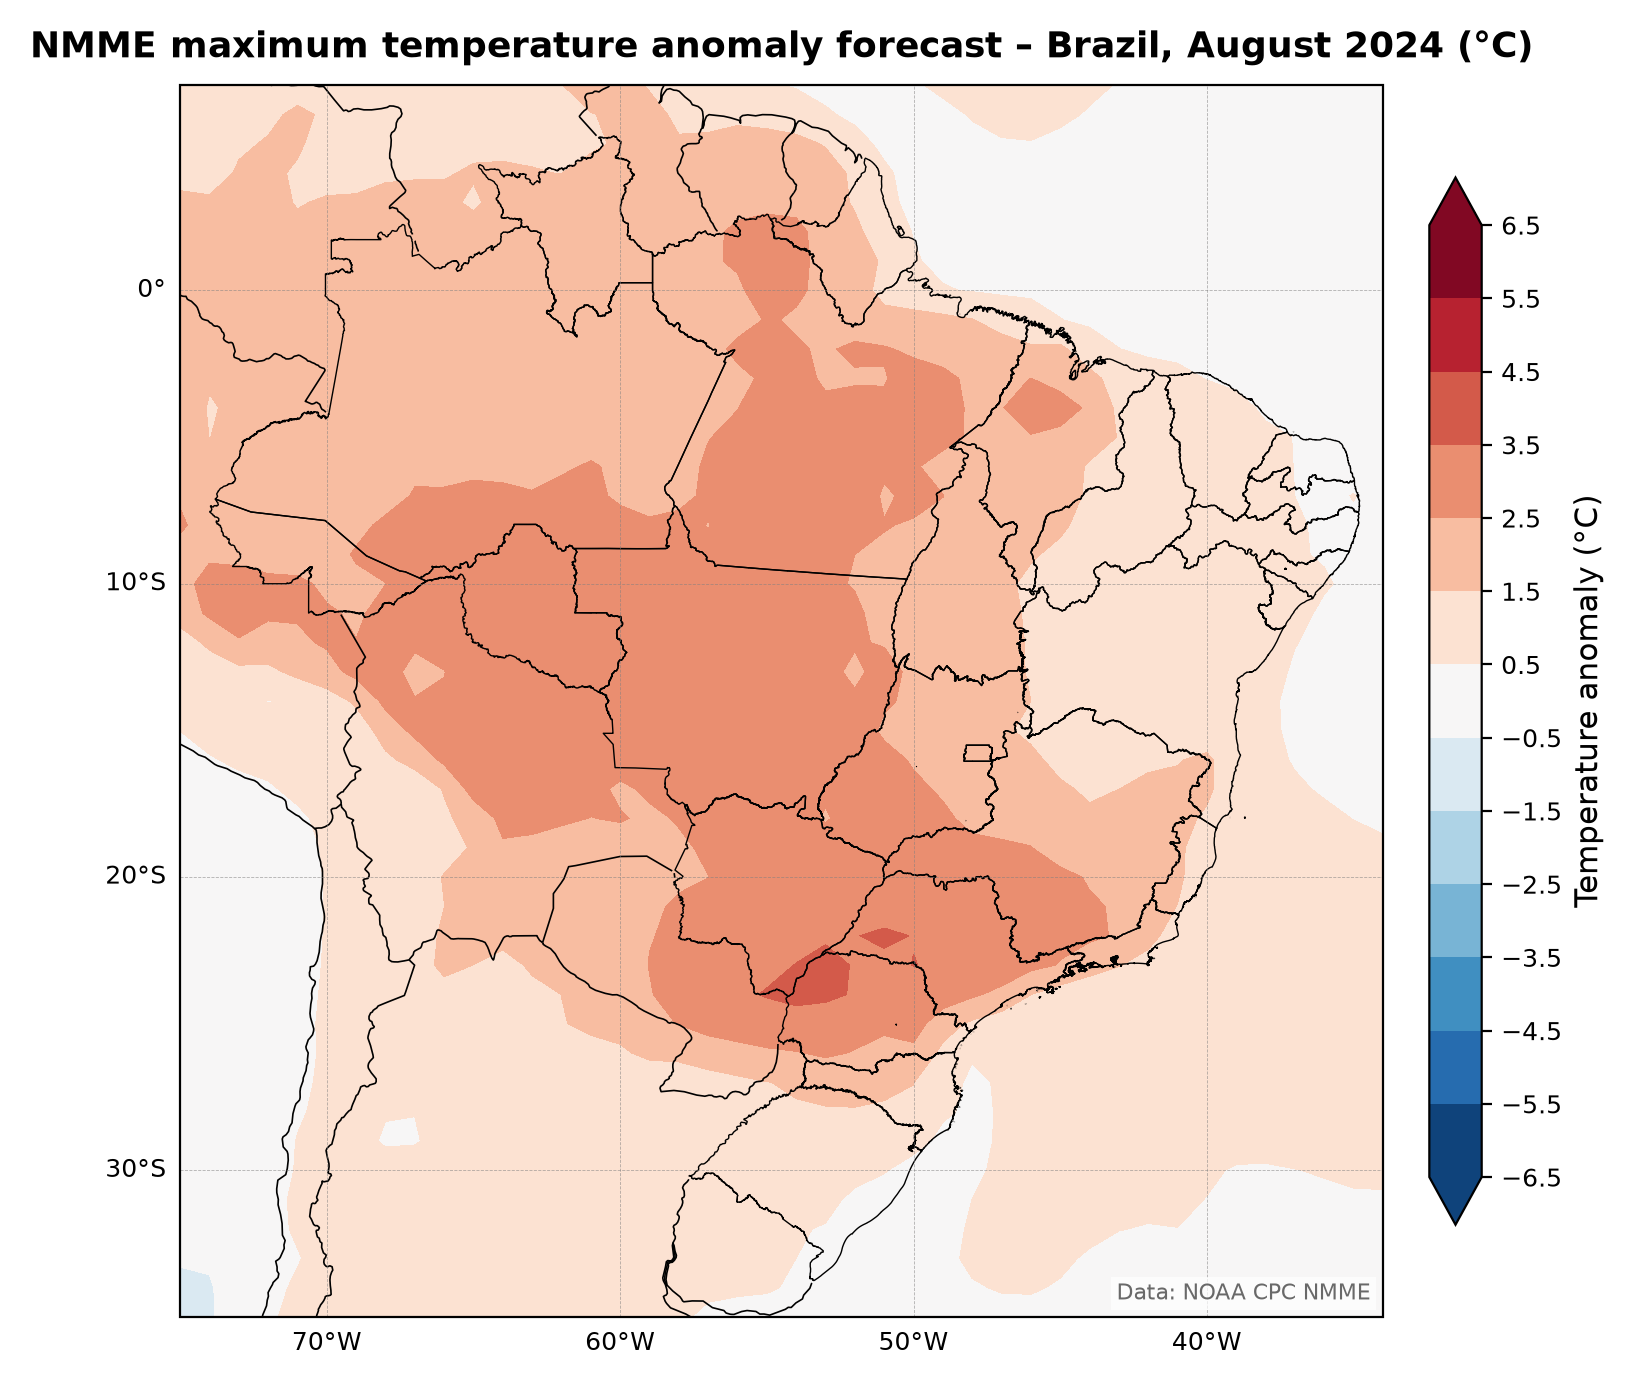 NMME maximum temperature anomaly forecast – Brazil, August 2024 (°C)
0°
10°S
20°S
30°S
70°W
60°W
50°W
40°W
Data: NOAA CPC NMME
6.5
5.5
4.5
3.5
2.5
1.5
0.5
−0.5
−1.5
−2.5
−3.5
−4.5
−5.5
−6.5
Temperature anomaly (°C)